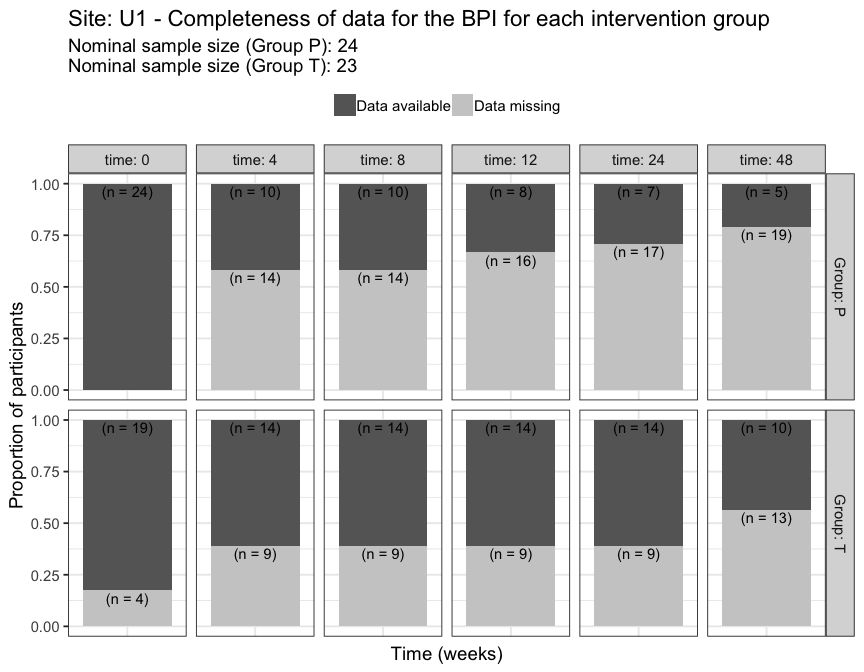 Site: U1 - Completeness of data for the BPI for each intervention group
Nominal sample size (Group P): 24
Nominal sample size (Group T): 23
Data available Data missing
time: 0 time: 4 time: 8 time: 12 time: 24 time: 48
1.00 (n = 24) (n = 10) (n = 10) (n = 8) (n = 7) (n = 5)
0.75 (n = 14) (n = 14) (n = 16) (n = 17) (n = 19)
0.50
0.25
0.00
Group: P
Proportion of participants
1.00 (n = 19) (n = 14) (n = 14) (n = 14) (n = 14) (n = 10)
0.75
0.50 (n = 9) (n = 9) (n = 9) (n = 9) (n = 13)
0.25 (n = 4)
0.00
Group: T
Time (weeks)